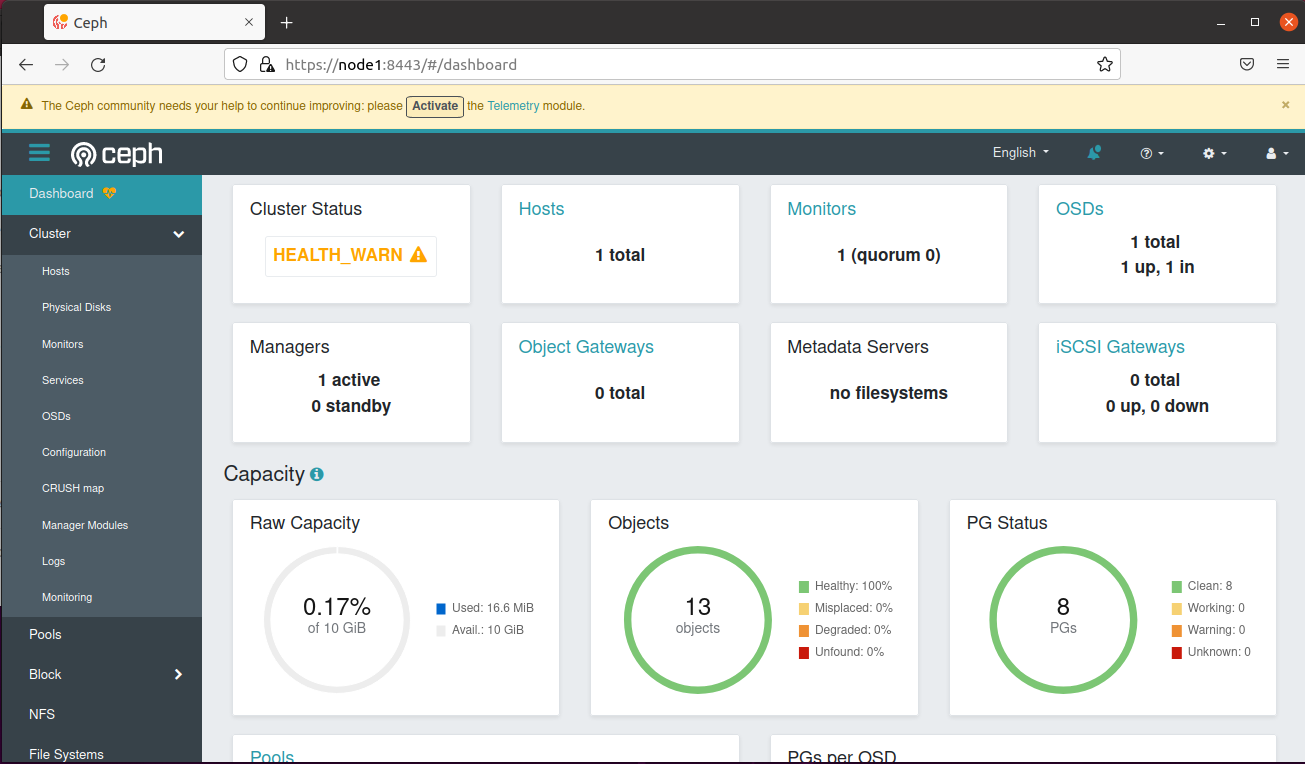 Ceph
https://node1:8443/#/dashboard
The Ceph community needs your help to continue improving: please Activate the Telemetry module.
ceph
English
Dashboard
Cluster
Hosts
Physical Disks
Monitors
Services
OSDs
Configuration
CRUSH map
Manager Modules
Logs
Monitoring
Pools
Block
NFS
File Systems
Cluster Status
HEALTH_WARN
Hosts
1 total
Monitors
1 (quorum 0)
OSDs
1 total
1 up, 1 in
Managers
1 active
0 standby
Object Gateways
0 total
Metadata Servers
no filesystems
iSCSI Gateways
0 total
0 up, 0 down
Capacity
Raw Capacity
0.17%
of 10 GiB
Used: 16.6 MiB
Avail.: 10 GiB
Objects
13
objects
Healthy: 100%
Misplaced: 0%
Degraded: 0%
Unfound: 0%
PG Status
8
PGs
Clean: 8
Working: 0
Warning: 0
Unknown: 0
Pools
PGs per OSD